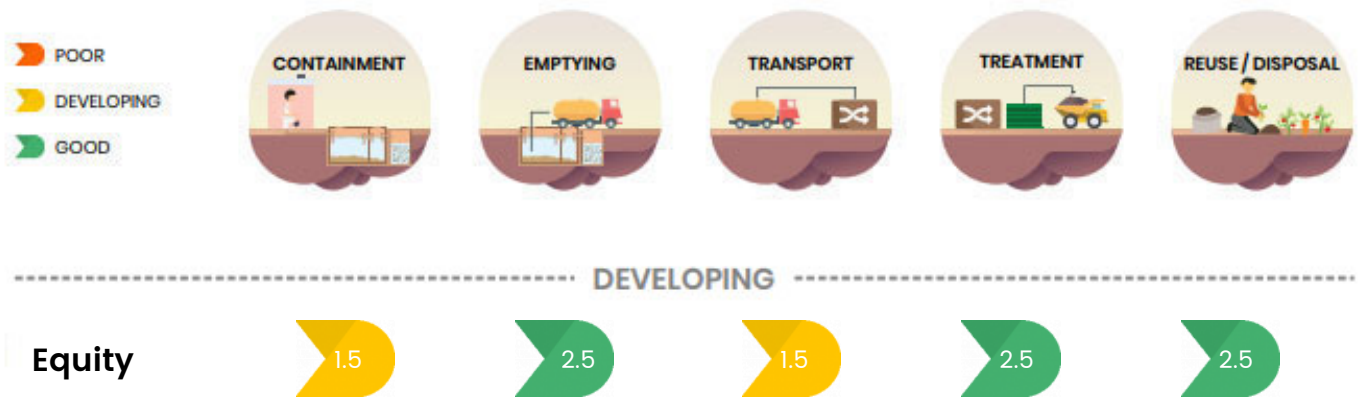 POOR
DEVELOPING
GOOD
CONTAINMENT
EMPTYING
TRANSPORT
TREATMENT
REUSE / DISPOSAL
DEVELOPING
Equity 1.5 2.5 1.5 2.5 2.5